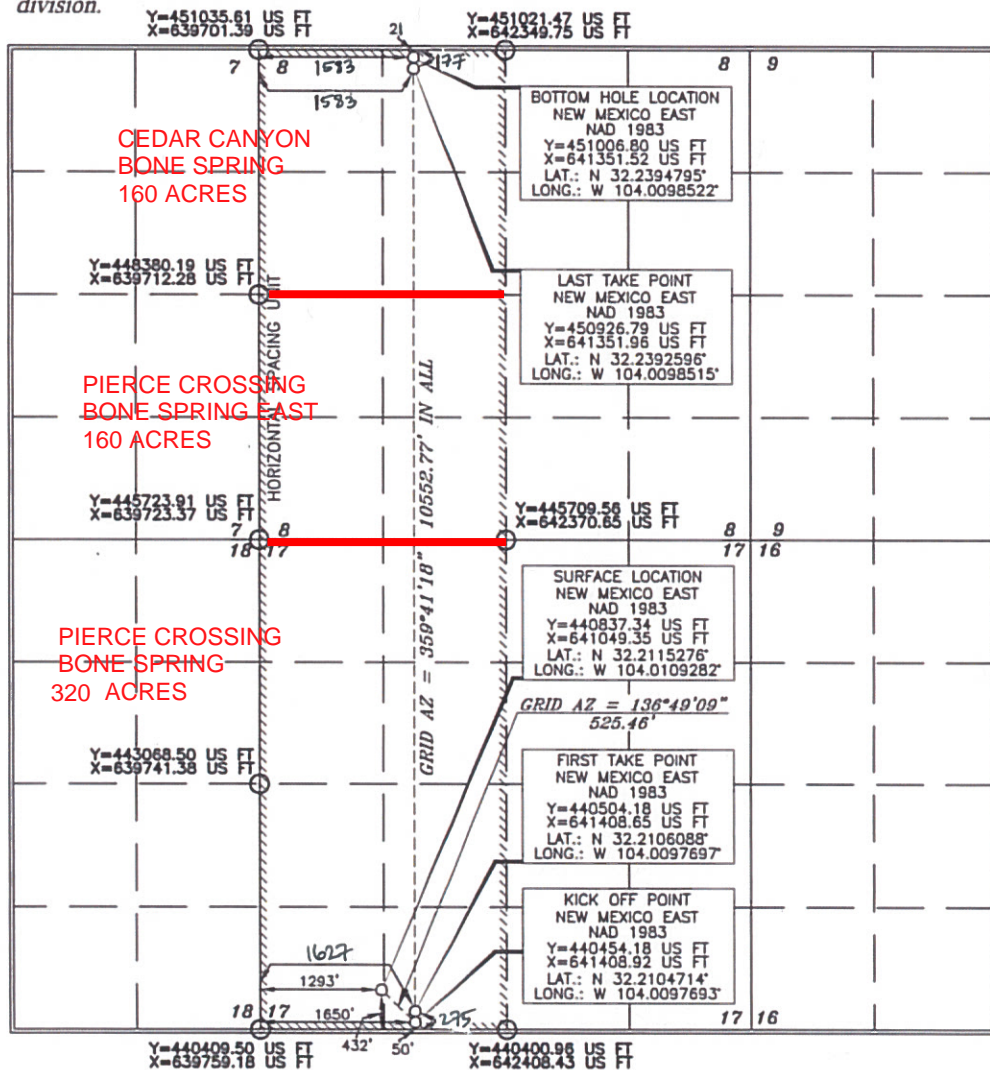 division.
Y=451035.61 US FT
X=639701.39 US FT
21
Y=451021.47 US FT
X=642349.75 US FT
7 8
1583
177
8 9
1583
BOTTOM HOLE LOCATION
NEW MEXICO EAST
NAD 1983
Y=451006.80 US FT
X=641351.52 US FT
LAT.: N 32.2394795°
LONG.: W 104.0098522°
CEDAR CANYON
BONE SPRING
160 ACRES
Y=448380.19 US FT
X=639712.28 US FT
HORIZONTAL SPACING UNIT
LAST TAKE POINT
NEW MEXICO EAST
NAD 1983
Y=450926.79 US FT
X=641351.96 US FT
LAT.: N 32.2392596°
LONG.: W 104.0098515°
PIERCE CROSSING
BONE SPRING EAST
160 ACRES
GRID AZ = 359°41'18" 10552.77' IN ALL
Y=445723.91 US FT
X=639723.37 US FT
Y=445709.56 US FT
X=642370.65 US FT
7 8
18 17
8 9
17 16
SURFACE LOCATION
NEW MEXICO EAST
NAD 1983
Y=440837.34 US FT
X=641049.35 US FT
LAT.: N 32.2115276°
LONG.: W 104.0109282°
PIERCE CROSSING
BONE SPRING
320 ACRES
GRID AZ = 136°49'09"
525.46'
Y=443068.50 US FT
X=639741.38 US FT
FIRST TAKE POINT
NEW MEXICO EAST
NAD 1983
Y=440504.18 US FT
X=641408.65 US FT
LAT.: N 32.2106088°
LONG.: W 104.0097697°
KICK OFF POINT
NEW MEXICO EAST
NAD 1983
Y=440454.18 US FT
X=641408.92 US FT
LAT.: N 32.2104714°
LONG.: W 104.0097693°
1627
1293'
18 17
1650'
432'
50'
275
17 16
Y=440409.50 US FT
X=639759.18 US FT
Y=440400.96 US FT
X=642408.43 US FT